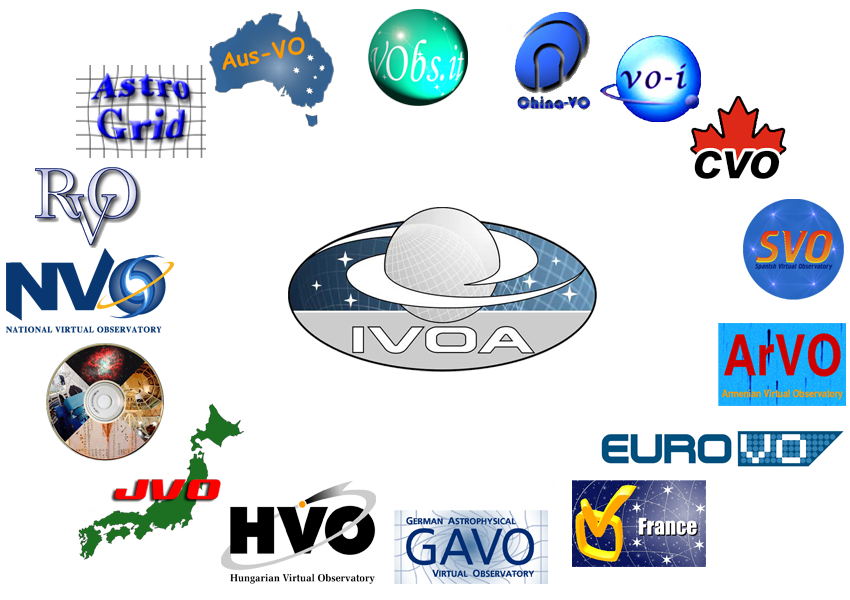 Aus-VO
VObs.it
China-VO
vo-i
Astro
Grid
CVO
RVO
SVO
Spanish Virtual Observatory
NVO
NATIONAL VIRTUAL OBSERVATORY
IVOA
ArVO
Armenian Virtual Observatory
EURO VO
JVO
HVO
Hungarian Virtual Observatory
GERMAN ASTROPHYSICAL
GAVO
VIRTUAL OBSERVATORY
France